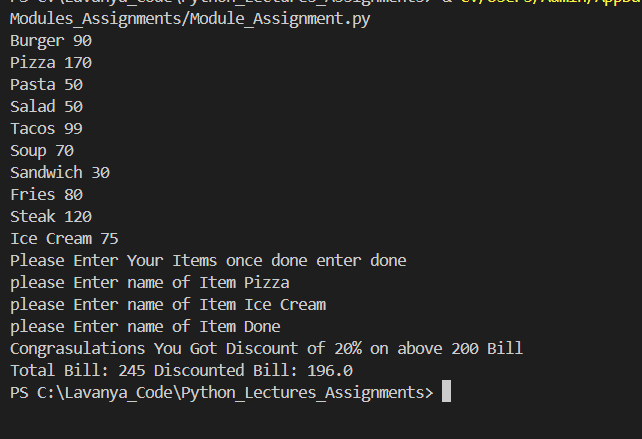 PS C:\Lavanya_Code\Python_Lectures_Assignments> &
Modules_Assignments/Module_Assignment.py
Burger 90
Pizza 170
Pasta 50
Salad 50
Tacos 99
Soup 70
Sandwich 30
Fries 80
Steak 120
Ice Cream 75
Please Enter Your Items once done enter done
please Enter name of Item Pizza
please Enter name of Item Ice Cream
please Enter name of Item Done
Congrasulations You Got Discount of 20% on above 200 Bill
Total Bill: 245 Discounted Bill: 196.0
PS C:\Lavanya_Code\Python_Lectures_Assignments>